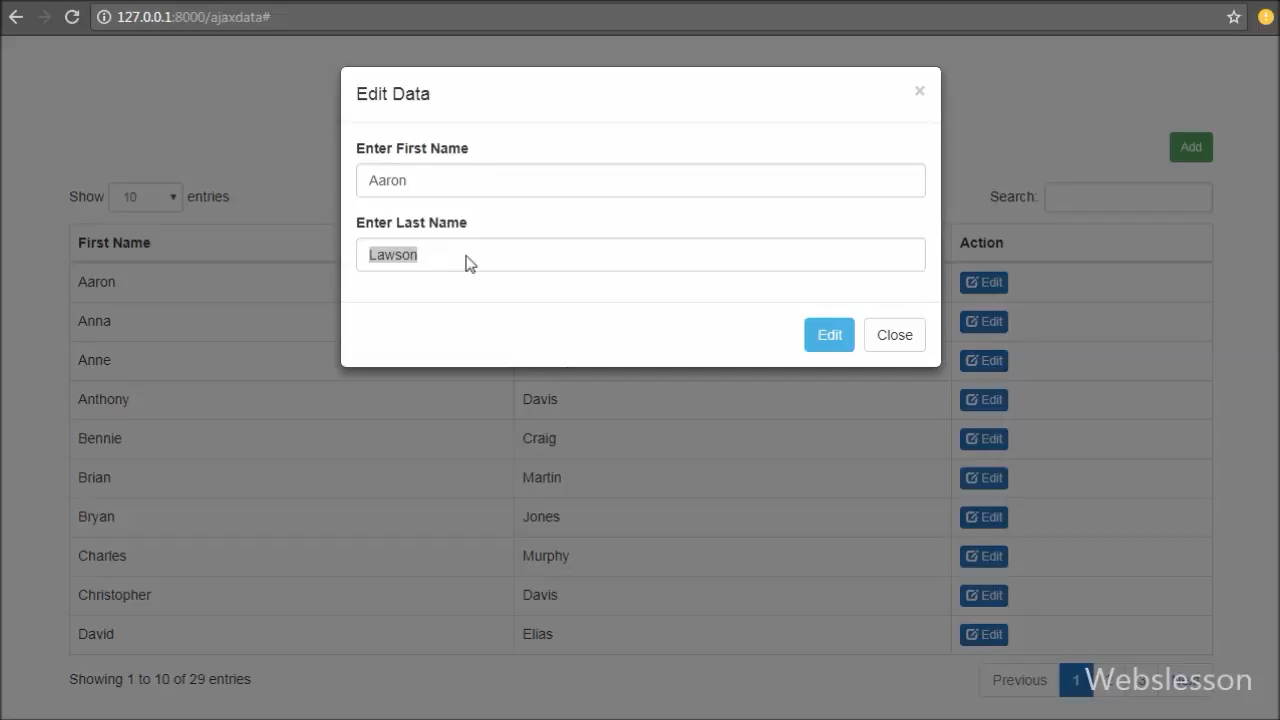 127.0.0.1:8000/ajaxdata#
Edit Data ×
Enter First Name
Aaron
Enter Last Name
Lawson
Edit Close
Add
Show 10 entries Search:
First Name Action
Aaron Edit
Anna Edit
Anne Edit
Anthony Davis Edit
Bennie Craig Edit
Brian Martin Edit
Bryan Jones Edit
Charles Murphy Edit
Christopher Davis Edit
David Elias Edit
Showing 1 to 10 of 29 entries Previous 1
Webslesson